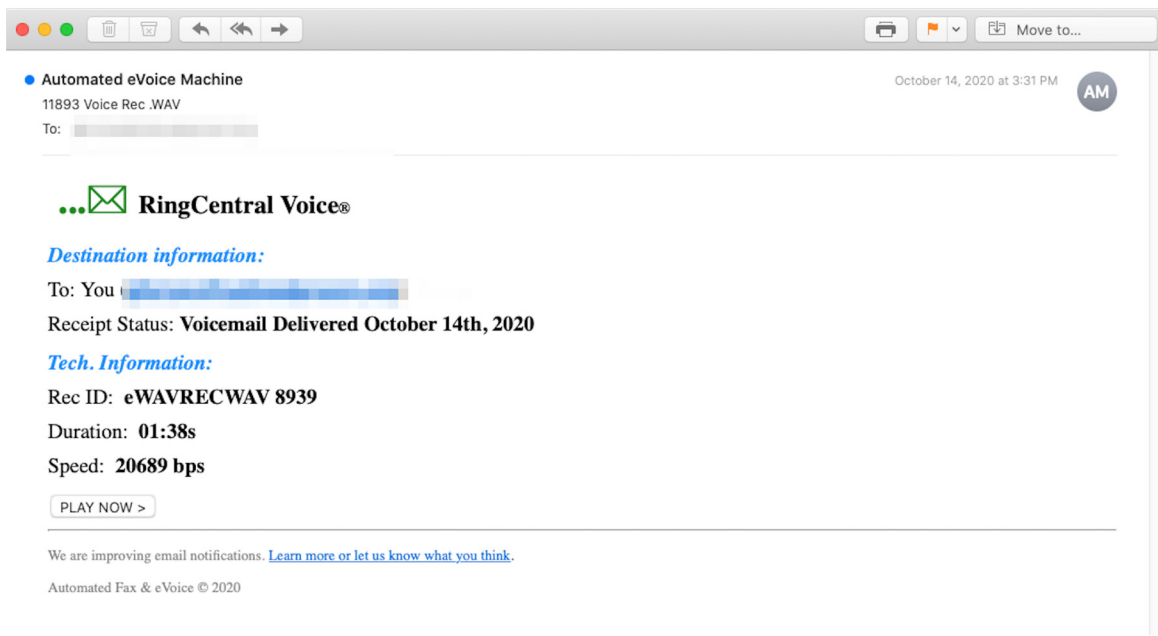 Move to...
Automated eVoice Machine
October 14, 2020 at 3:31 PM
AM
11893 Voice Rec .WAV
To:
...RingCentral Voice®
Destination information:
To: You
Receipt Status: Voicemail Delivered October 14th, 2020
Tech. Information:
Rec ID: eWAVRECWAV 8939
Duration: 01:38s
Speed: 20689 bps
PLAY NOW >
We are improving email notifications. Learn more or let us know what you think.
Automated Fax & eVoice © 2020